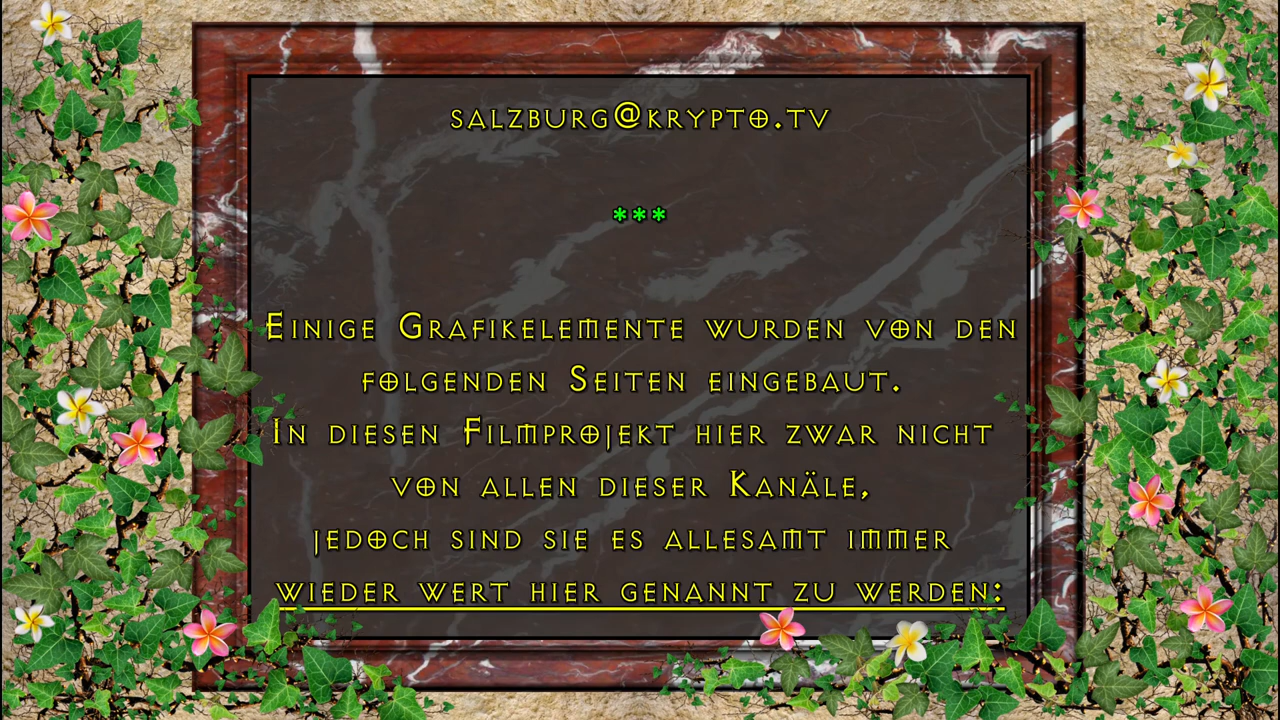 salzburg@krypto.tv
***
Einige Grafikelemente wurden von den
folgenden Seiten eingebaut.
In diesen Filmprojekt hier zwar nicht
von allen dieser Kanäle,
jedoch sind sie es allesamt immer
wieder wert hier genannt zu werden: